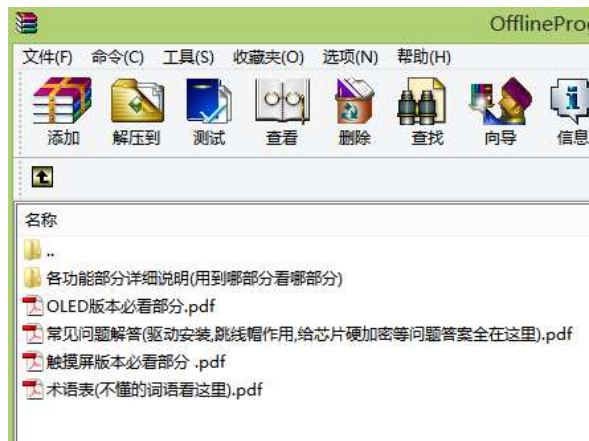 OfflineProg
文件(F) 命令(C) 工具(S) 收藏夹(O) 选项(N) 帮助(H)
添加 解压到 测试 查看 删除 查找 向导 信息
名称
..
各功能部分详细说明(用到哪部分看哪部分)
OLED版本必看部分.pdf
常见问题解答(驱动安装,跳线帽作用,给芯片硬加密等问题答案全在这里).pdf
触摸屏版本必看部分 .pdf
术语表(不懂的词语看这里).pdf